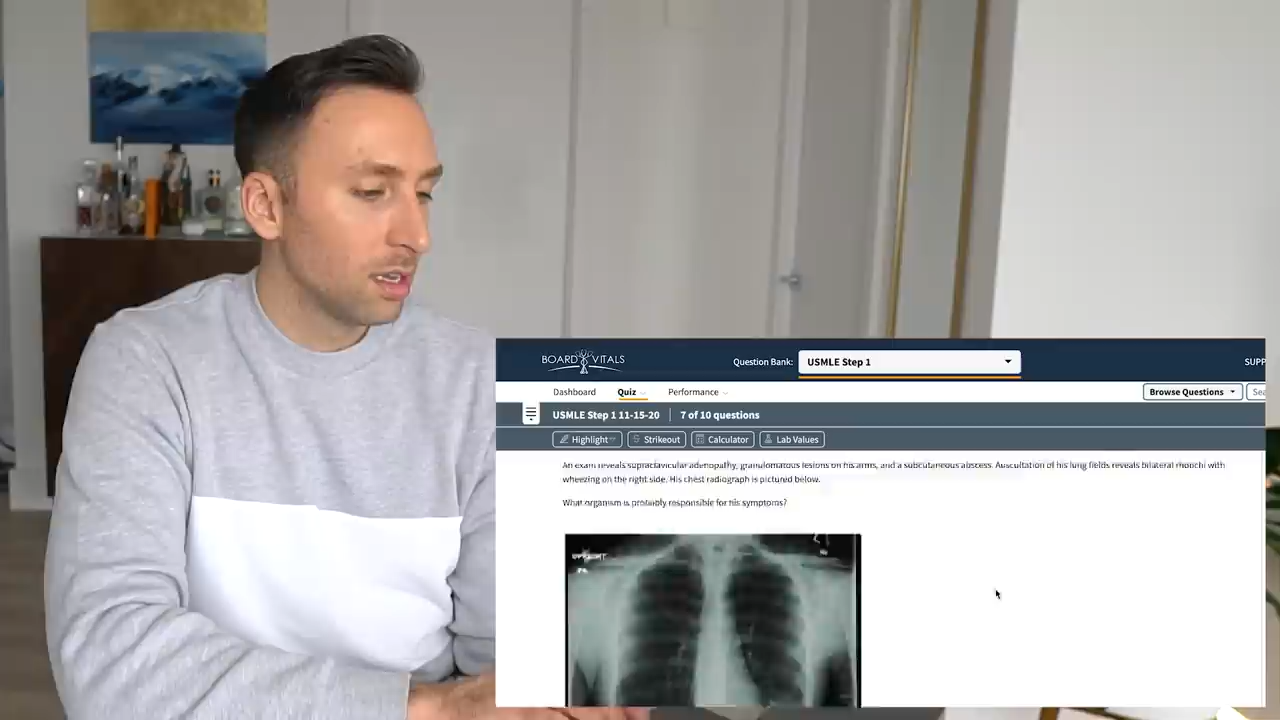 BOARD VITALS
Question Bank:
USMLE Step 1
SUPP
Dashboard
Quiz
Performance
Browse Questions
Sea
USMLE Step 1 11-15-20
7 of 10 questions
Highlight
Strikeout
Calculator
Lab Values
An exam reveals supraclavicular adenopathy, granulomatous lesions on his arms, and a subcutaneous abscess. Auscultation of his lung fields reveals bilateral rhonchi with
wheezing on the right side. His chest radiograph is pictured below.
What organism is probably responsible for his symptoms?